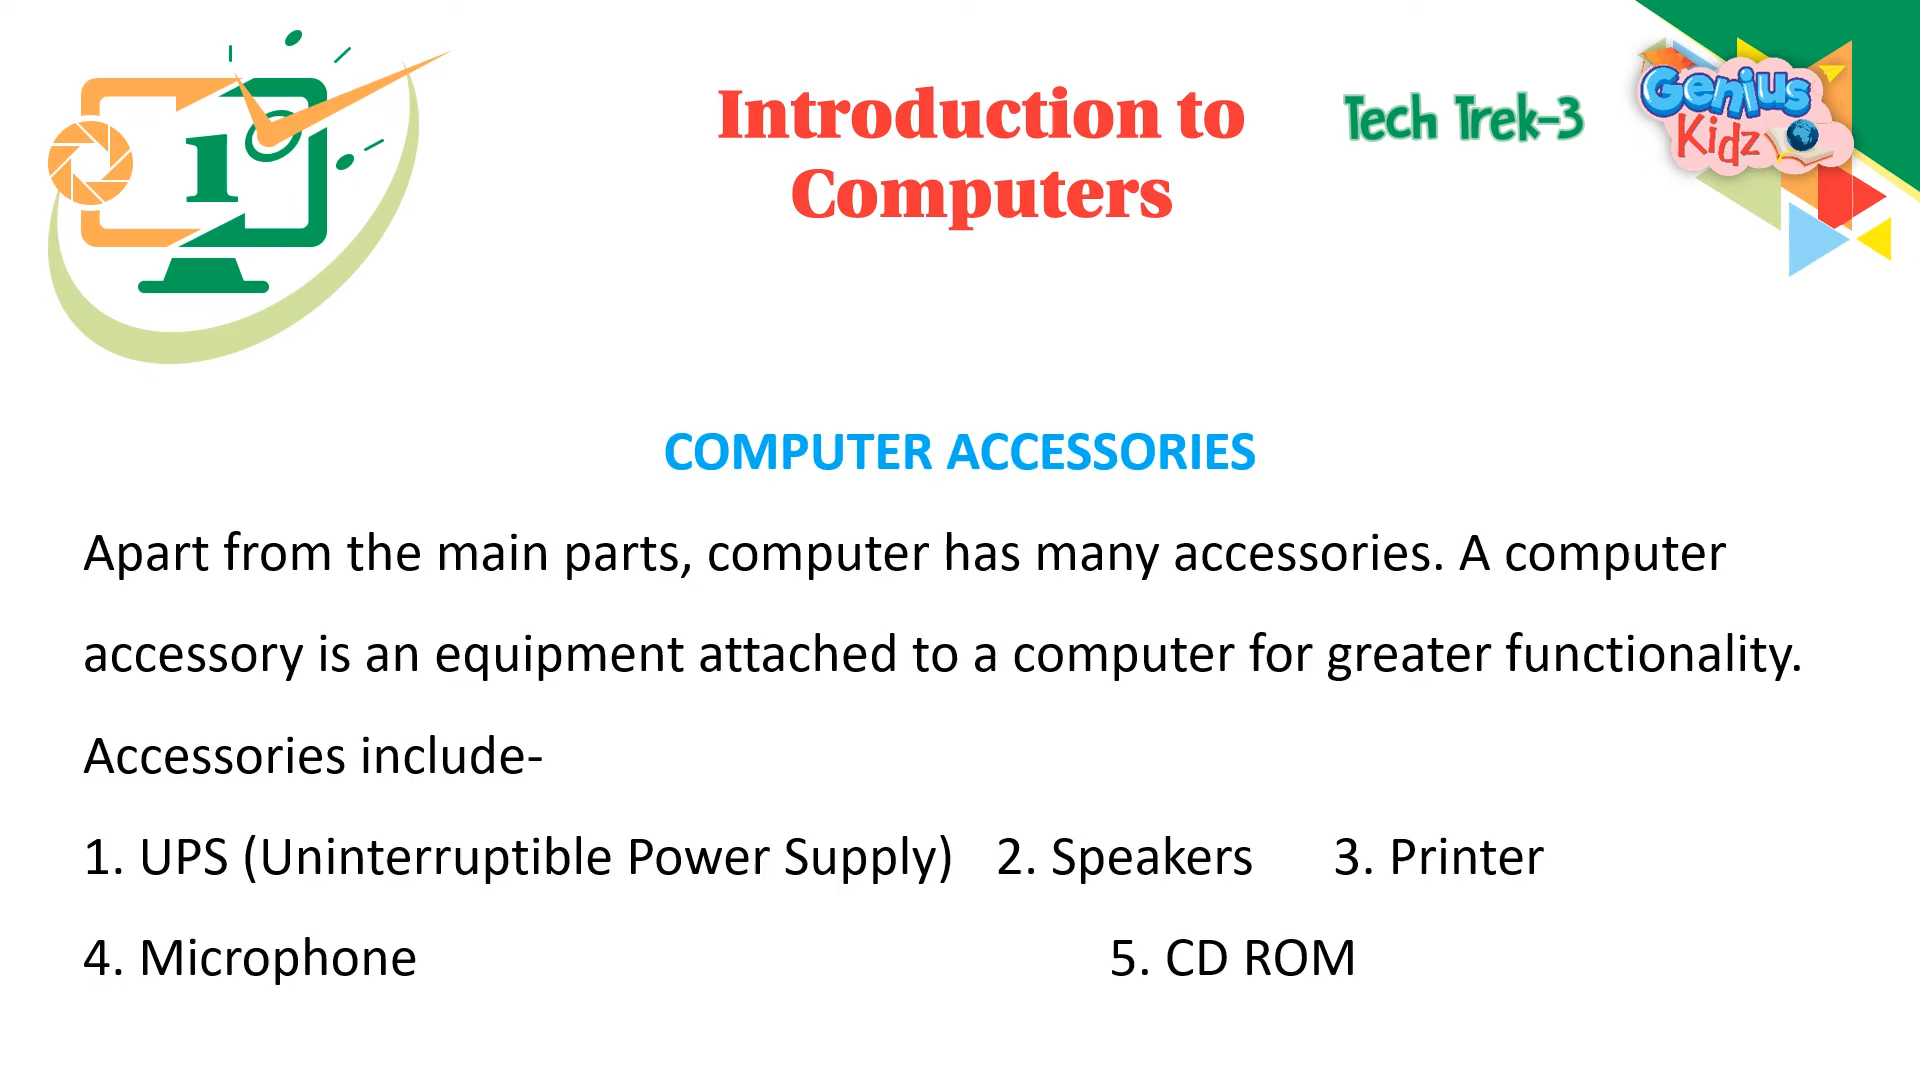 1
Introduction to
Computers
Tech Trek-3
Genius
Kidz
COMPUTER ACCESSORIES
Apart from the main parts, computer has many accessories. A computer
accessory is an equipment attached to a computer for greater functionality.
Accessories include-
1. UPS (Uninterruptible Power Supply) 2. Speakers 3. Printer
4. Microphone 5. CD ROM